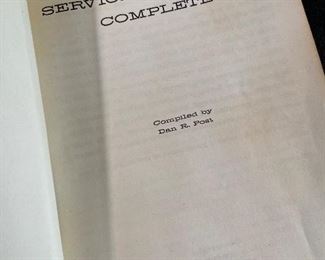 COMPLETE
Compiled by
Dan R. Post